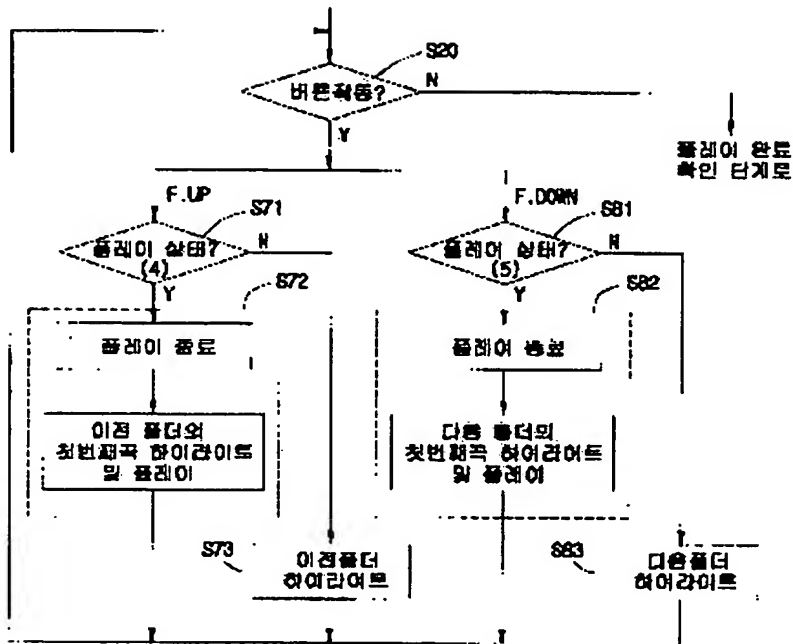 S20
버튼작동?
N
Y
플레이 완료
확인 단계로
F.UP
F.DOWN
S71
S81
플레이 상태?
(4)
N
Y
플레이 상태?
(5)
N
Y
S72
S82
플레이 종료
플레이 종료
이전 폴더의
첫번째곡 하이라이트
및 플레이
다음 폴더의
첫번째곡 하이라이트
및 플레이
S73
이전폴더
하이라이트
S83
다음폴더
하이라이트